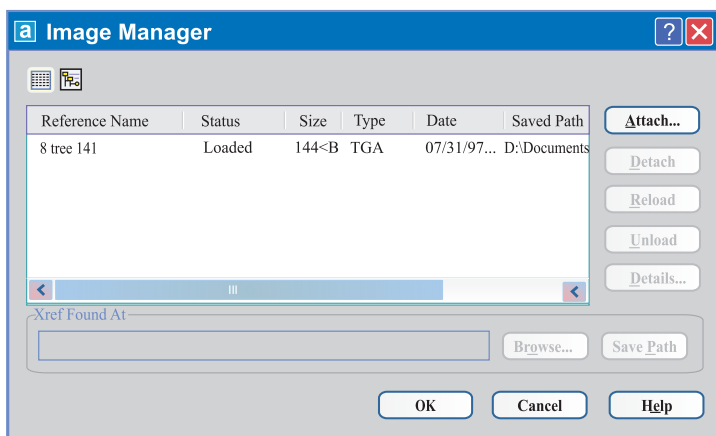 a Image Manager ?
Reference Name Status Size Type Date Saved Path
8 tree 141 Loaded 144<B TGA 07/31/97... D:\Documents
Attach...
Detach
Reload
Unload
Details...
Xref Found At
Browse... Save Path
OK Cancel Help